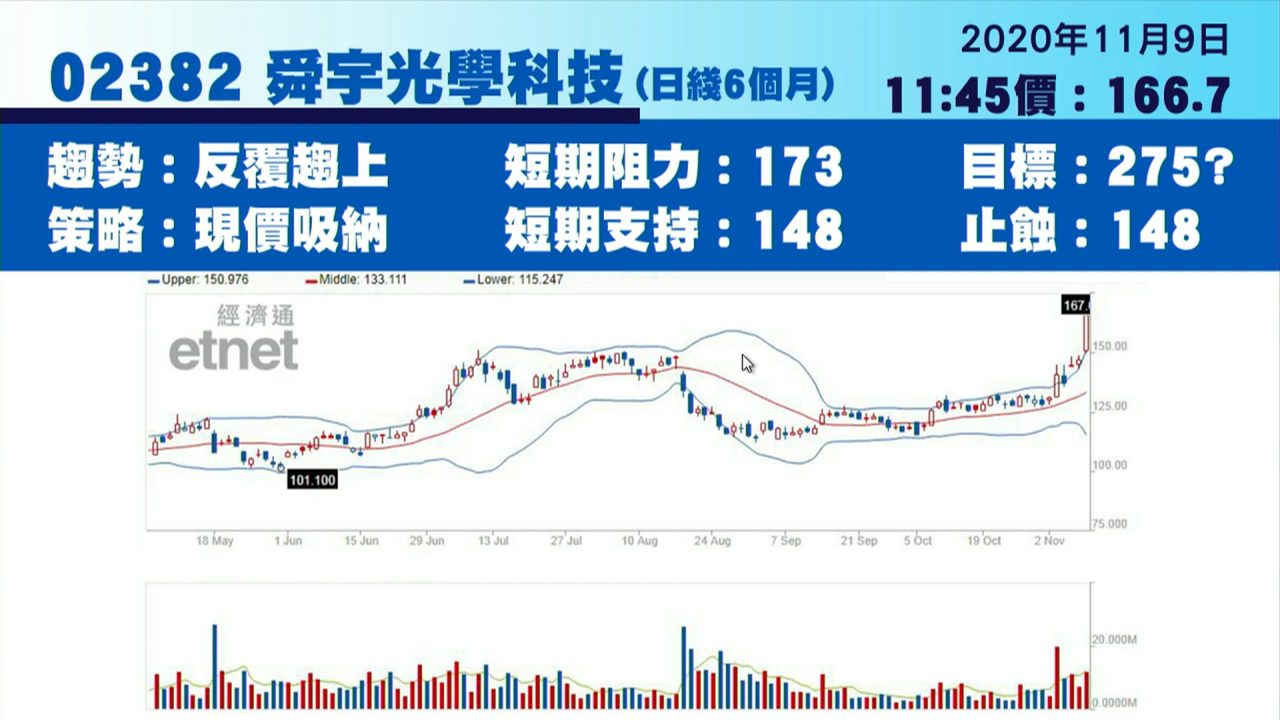 2020年11月9日
02382 舜宇光學科技 (日綫6個月)
11:45價：166.7
趨勢：反覆趨上 短期阻力：173 目標：275?
策略：現價吸納 短期支持：148 止蝕：148
Upper: 150.976 Middle: 133.111 Lower: 115.247
經濟通
etnet
167.
150.00
125.00
100.00
101.100
75.000
18 May 1 Jun 15 Jun 29 Jun 13 Jul 27 Jul 10 Aug 24 Aug 7 Sep 21 Sep 5 Oct 19 Oct 2 Nov
20.000M
0.0000M